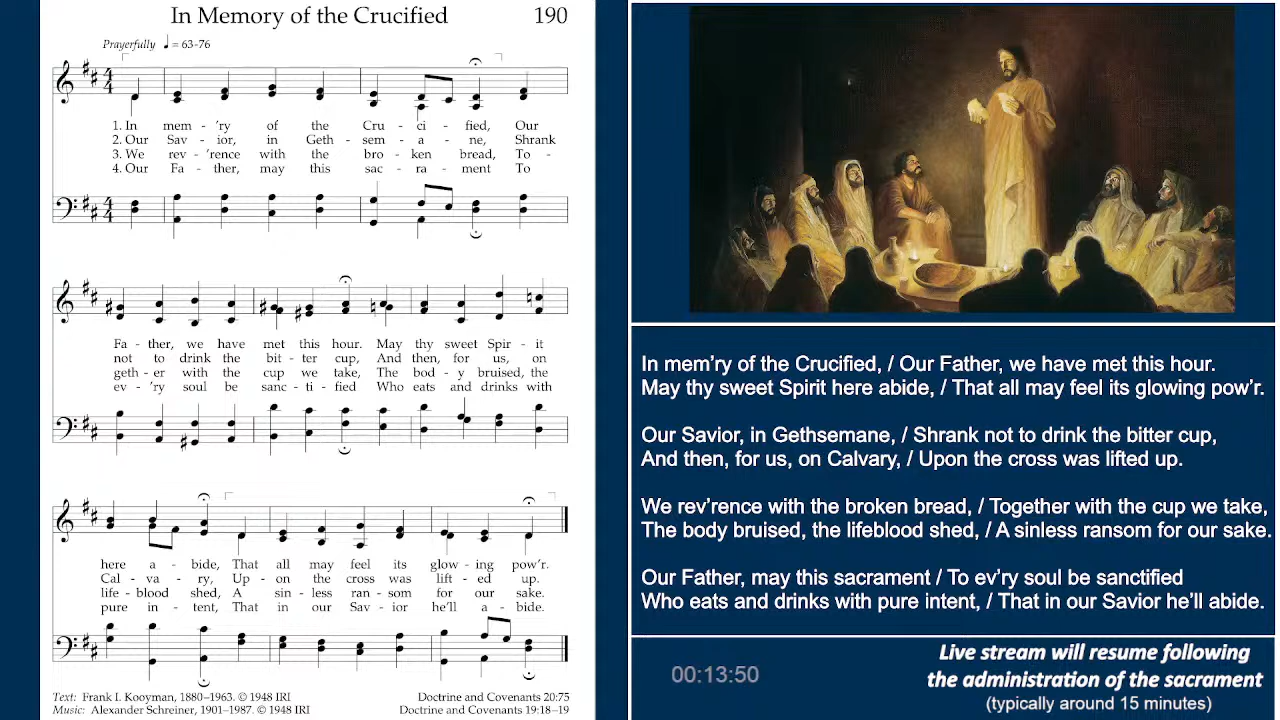 In Memory of the Crucified 190
Prayerfully ♩ = 63-76
1. In mem - 'ry of the Cru - ci - fied, Our
2. Our Sav - ior, in Geth - sem - a - ne, Shrank
3. We rev - 'rence with the bro - ken bread, To -
4. Our Fa - ther, may this sac - ra - ment To
Fa - ther, we have met this hour. May thy sweet Spir - it
not to drink the bit - ter cup, And then, for us, on
geth - er with the cup we take, The bod - y bruised, the
ev - 'ry soul be sanc - ti - fied Who eats and drinks with
here a - bide, That all may feel its glow - ing pow'r.
Cal - va - ry, Up - on the cross was lift - ed up.
life - blood shed, A sin - less ran - som for our sake.
pure in - tent, That in our Sav - ior he'll a - bide.
Text: Frank I. Kooyman, 1880–1963. © 1948 IRI
Music: Alexander Schreiner, 1901–1987. © 1948 IRI
Doctrine and Covenants 20:75
Doctrine and Covenants 19:18–19
In mem’ry of the Crucified, / Our Father, we have met this hour.
May thy sweet Spirit here abide, / That all may feel its glowing pow’r.
Our Savior, in Gethsemane, / Shrank not to drink the bitter cup,
And then, for us, on Calvary, / Upon the cross was lifted up.
We rev’rence with the broken bread, / Together with the cup we take,
The body bruised, the lifeblood shed, / A sinless ransom for our sake.
Our Father, may this sacrament / To ev’ry soul be sanctified
Who eats and drinks with pure intent, / That in our Savior he’ll abide.
00:13:50
Live stream will resume following
the administration of the sacrament
(typically around 15 minutes)